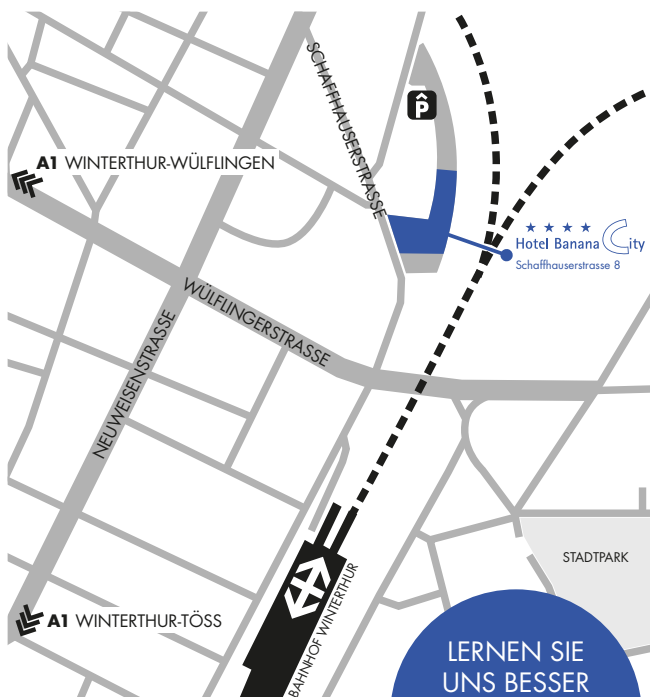 SCHAFFHAUSERSTRASSE
P
A1 WINTERTHUR-WÜLFLINGEN
★ ★ ★ ★
Hotel Banana City
Schaffhauserstrasse 8
WÜLFLINGERSTRASSE
NEUWEISENSTRASSE
STADTPARK
BAHNHOF WINTERTHUR
A1 WINTERTHUR-TÖSS
LERNEN SIE
UNS BESSER